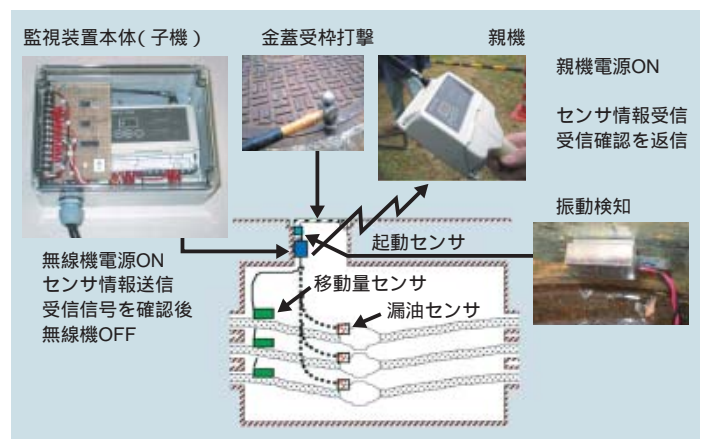 監視装置本体(子機)
金蓋受枠打撃
親機
親機電源ON
センサ情報受信
受信確認を返信
振動検知
起動センサ
無線機電源ON
センサ情報送信
受信信号を確認後
無線機OFF
移動量センサ
漏油センサ